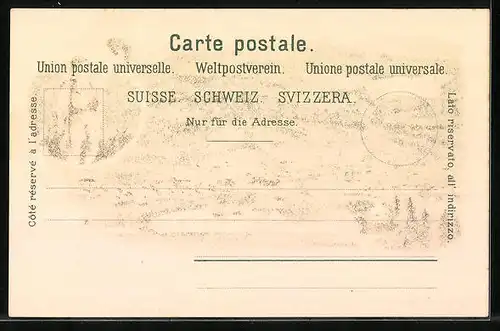 Carte postale.
Union postale universelle. Weltpostverein. Unione postale universale.
SUISSE. SCHWEIZ. SVIZZERA.
Nur für die Adresse.
Côté réservé à l'adresse.
Lato riservato all' indirizzo.